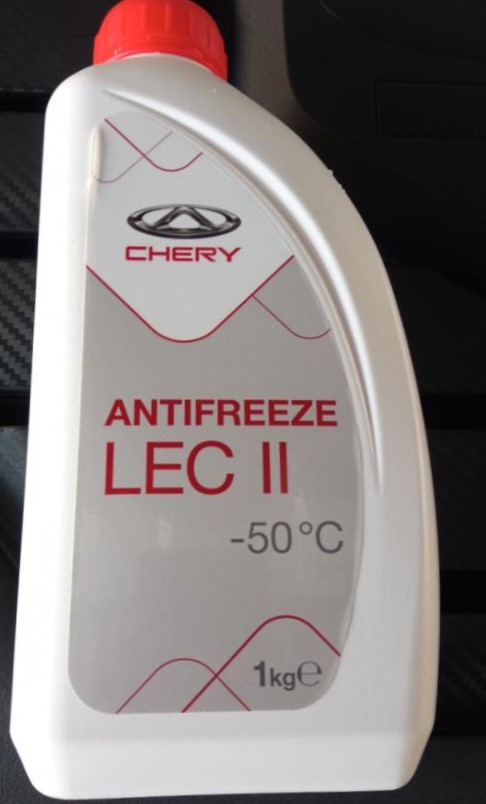 CHERY
ANTIFREEZE
LEC II
-50°C
1kg℮